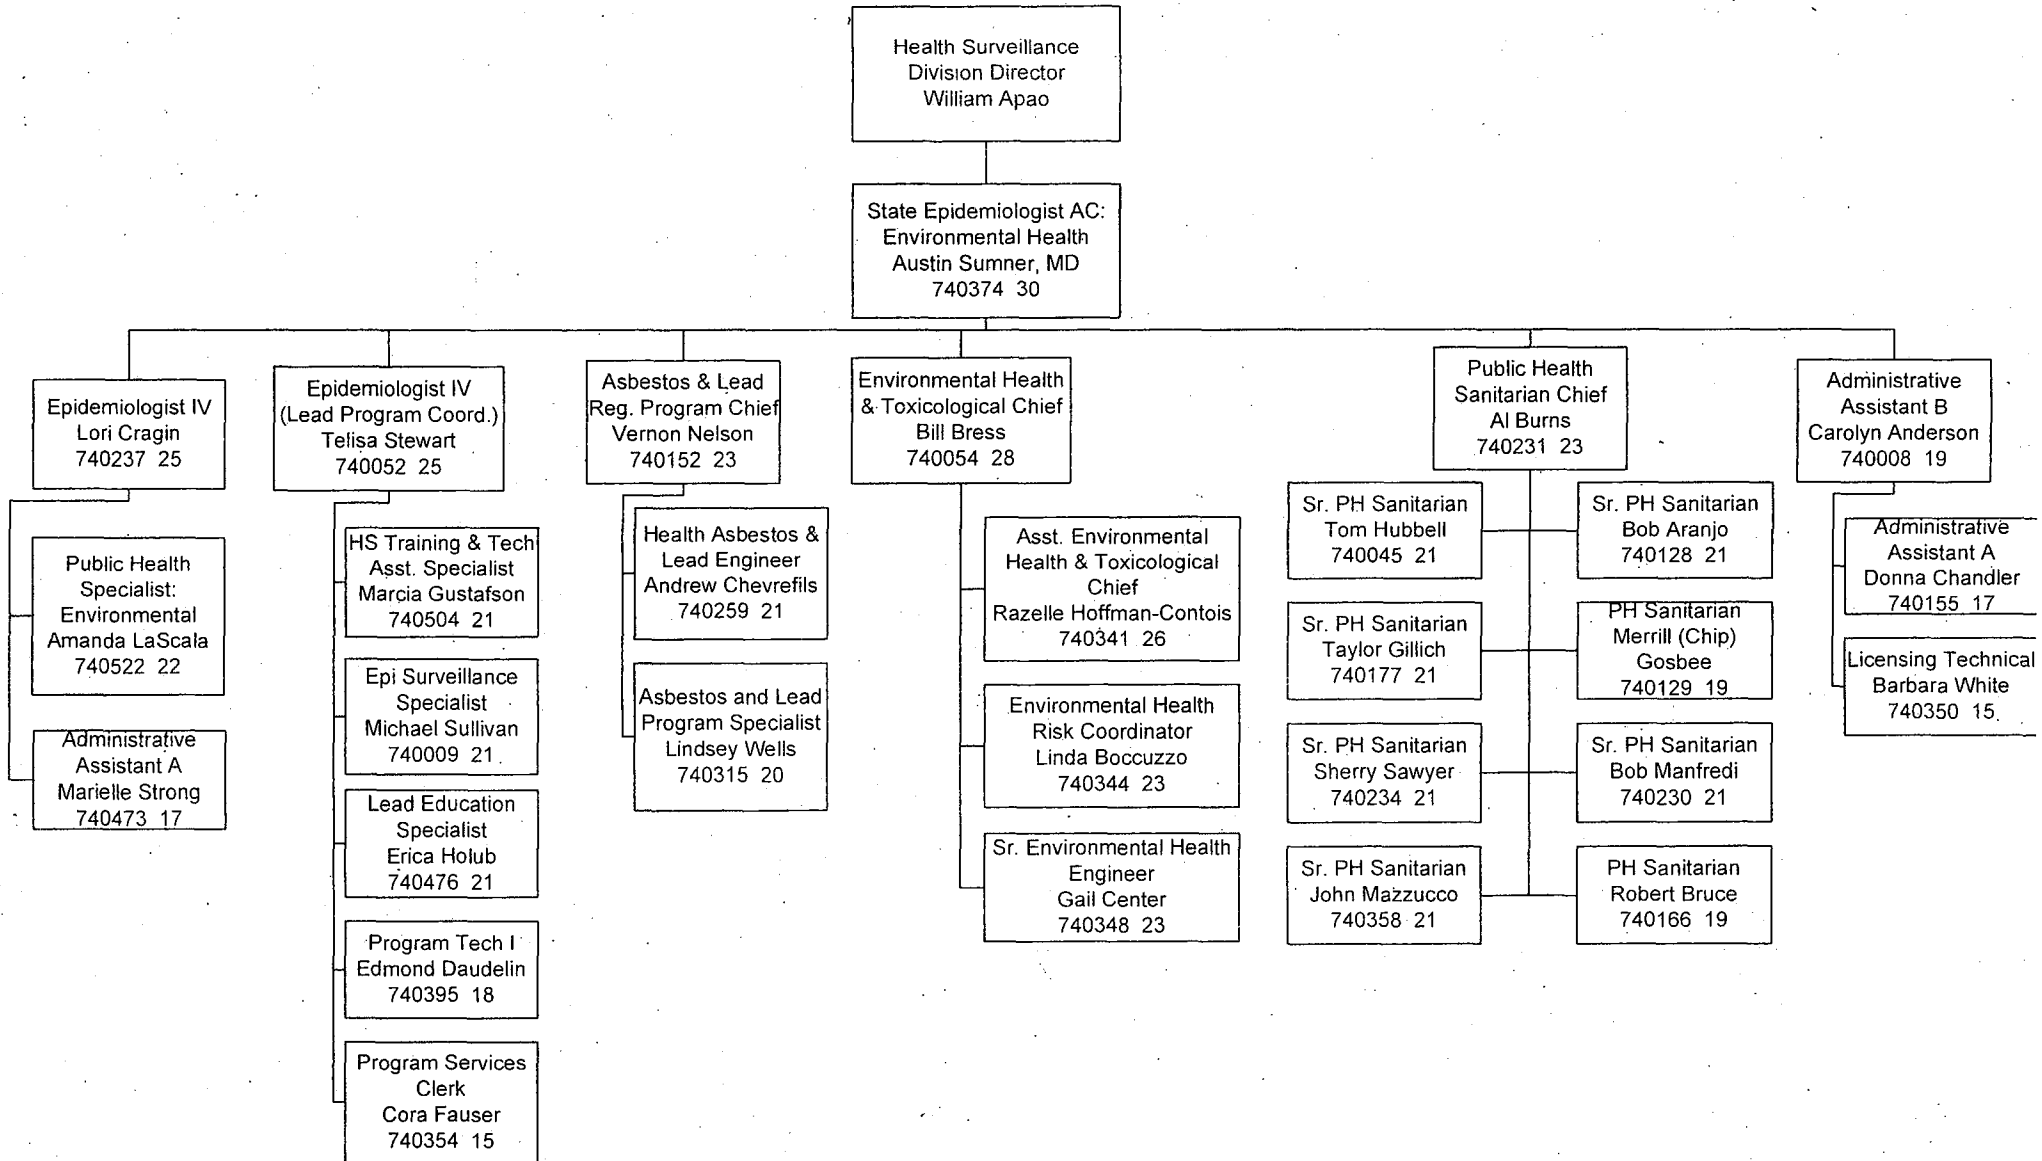 Health Surveillance
Division Director
William Apao
State Epidemiologist AC:
Environmental Health
Austin Sumner, MD
740374 30
Epidemiologist IV
Lori Cragin
740237 25
Public Health
Specialist:
Environmental
Amanda LaScala
740522 22
Administrative
Assistant A
Marielle Strong
740473 17
Epidemiologist IV
(Lead Program Coord.)
Telisa Stewart
740052 25
HS Training & Tech
Asst. Specialist
Marcia Gustafson
740504 21
Epi Surveillance
Specialist
Michael Sullivan
740009 21
Lead Education
Specialist
Erica Holub
740476 21
Program Tech I
Edmond Daudelin
740395 18
Program Services
Clerk
Cora Fauser
740354 15
Asbestos & Lead
Reg. Program Chief
Vernon Nelson
740152 23
Health Asbestos &
Lead Engineer
Andrew Chevrefils
740259 21
Asbestos and Lead
Program Specialist
Lindsey Wells
740315 20
Environmental Health
& Toxicological Chief
Bill Bress
740054 28
Asst. Environmental
Health & Toxicological
Chief
Razelle Hoffman-Contois
740341 26
Environmental Health
Risk Coordinator
Linda Boccuzzo
740344 23
Sr. Environmental Health
Engineer
Gail Center
740348 23
Public Health
Sanitarian Chief
Al Burns
740231 23
Sr. PH Sanitarian
Tom Hubbell
740045 21
Sr. PH Sanitarian
Bob Aranjo
740128 21
Sr. PH Sanitarian
Taylor Gillich
740177 21
PH Sanitarian
Merrill (Chip)
Gosbee
740129 19
Sr. PH Sanitarian
Sherry Sawyer
740234 21
Sr. PH Sanitarian
Bob Manfredi
740230 21
Sr. PH Sanitarian
John Mazzucco
740358 21
PH Sanitarian
Robert Bruce
740166 19
Administrative
Assistant B
Carolyn Anderson
740008 19
Administrative
Assistant A
Donna Chandler
740155 17
Licensing Technical
Barbara White
740350 15